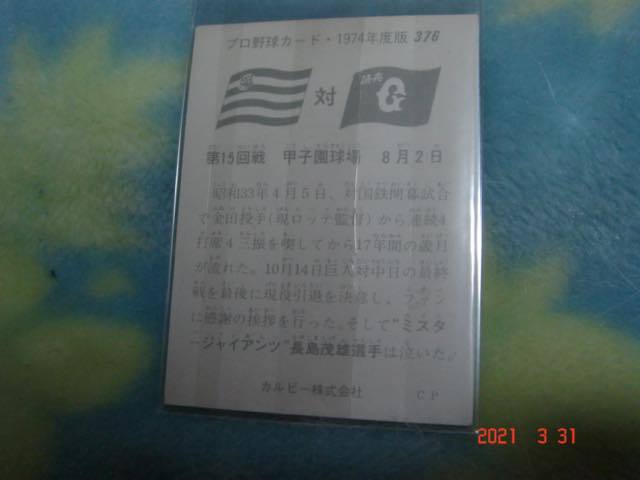 プロ野球カード・1974年度版 376
対
読売
G
第15回戦 甲子園球場 8月2日
昭和33年4月5日、対国鉄開幕試合
で金田投手(現ロッテ監督)から連続4
打席4三振を喫してから17年間の歳月
が流れた。10月14日巨人対中日の最終
戦を最後に現役引退を決意し、ファン
に感謝の挨拶を行った。そして"ミスタ
ージャイアンツ"長島茂雄選手は泣いた。
カルビー株式会社
CP
2021 3 31